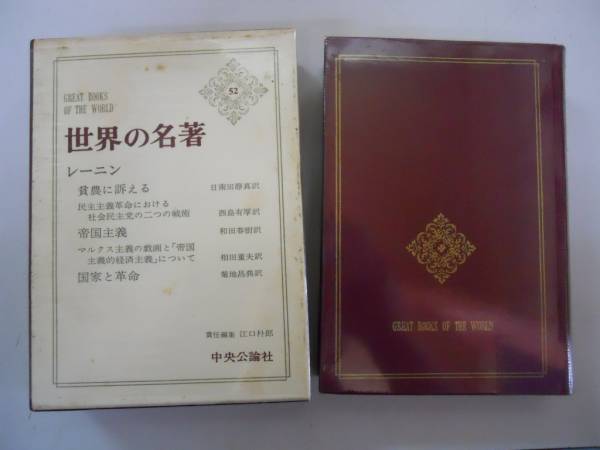 GREAT BOOKS
OF THE WORLD
52
世界の名著
レーニン
貧農に訴える 日南田静真訳
民主主義革命における
社会民主党の二つの戦術 西島有厚訳
帝国主義 和田春樹訳
マルクス主義の戯画と「帝国
主義的経済主義」について 相田重夫訳
国家と革命 菊地昌典訳
責任編集 江口朴郎
中央公論社
GREAT BOOKS OF THE WORLD